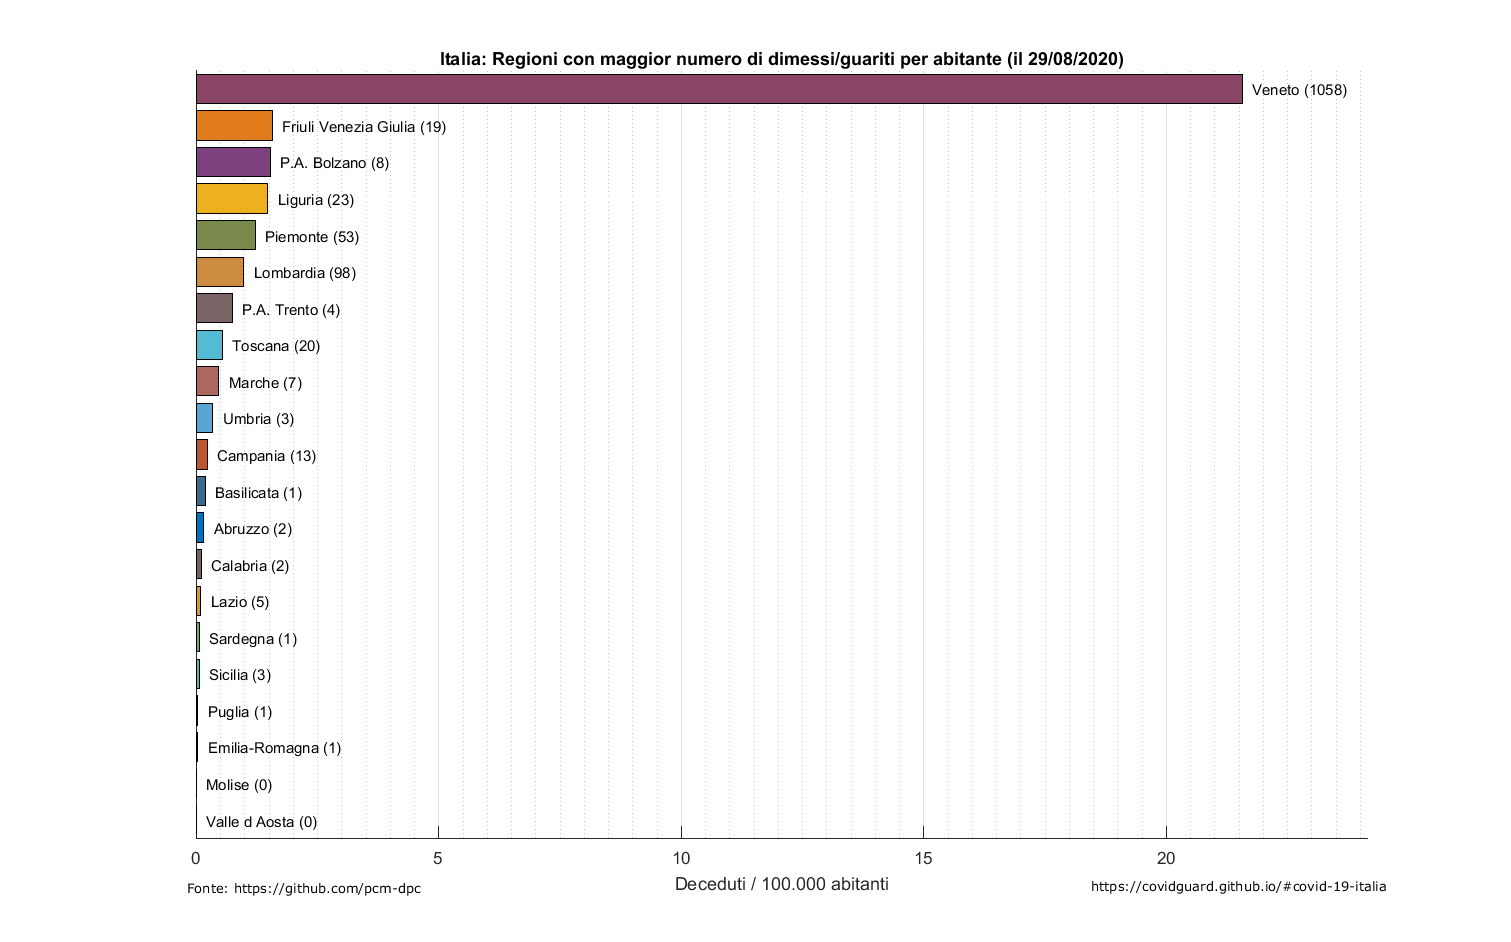 Italia: Regioni con maggior numero di dimessi/guariti per abitante (il 29/08/2020)
Veneto (1058)
Friuli Venezia Giulia (19)
P.A. Bolzano (8)
Liguria (23)
Piemonte (53)
Lombardia (98)
P.A. Trento (4)
Toscana (20)
Marche (7)
Umbria (3)
Campania (13)
Basilicata (1)
Abruzzo (2)
Calabria (2)
Lazio (5)
Sardegna (1)
Sicilia (3)
Puglia (1)
Emilia-Romagna (1)
Molise (0)
Valle d Aosta (0)
0 5 10 15 20
Deceduti / 100.000 abitanti
Fonte: https://github.com/pcm-dpc
https://covidguard.github.io/#covid-19-italia